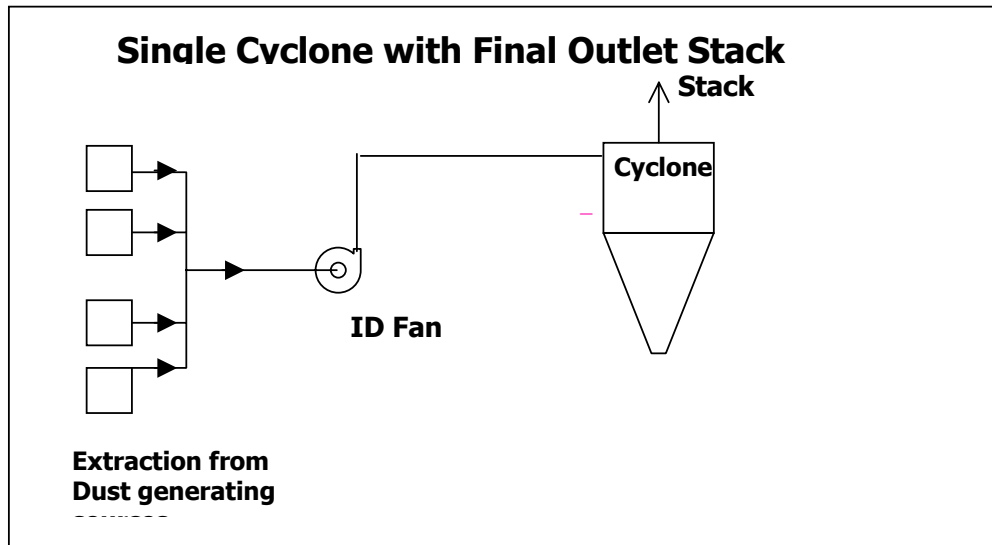 Single Cyclone with Final Outlet Stack
Stack
Cyclone
ID Fan
Extraction from
Dust generating